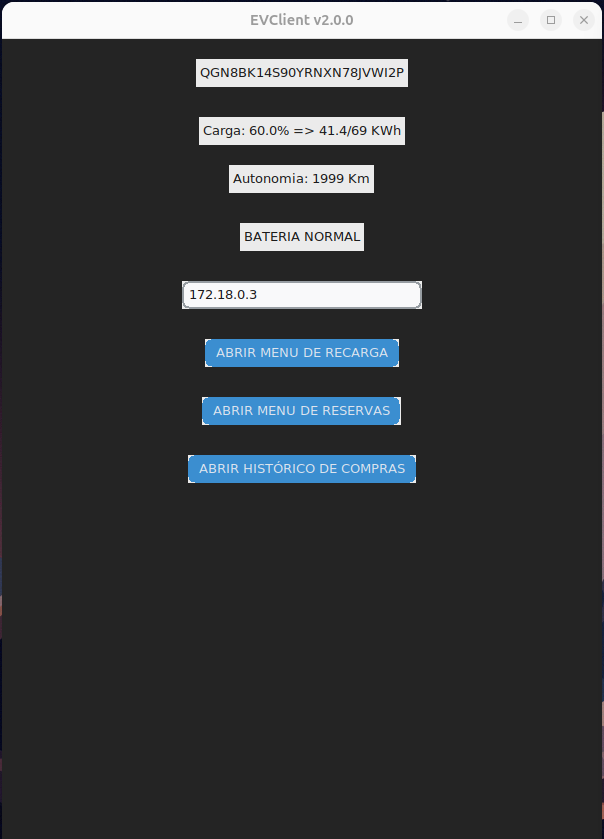 EVClient v2.0.0
QGN8BK14S90YRNXN78JVWI2P
Carga: 60.0% => 41.4/69 KWh
Autonomia: 1999 Km
BATERIA NORMAL
172.18.0.3
ABRIR MENU DE RECARGA
ABRIR MENU DE RESERVAS
ABRIR HISTÓRICO DE COMPRAS